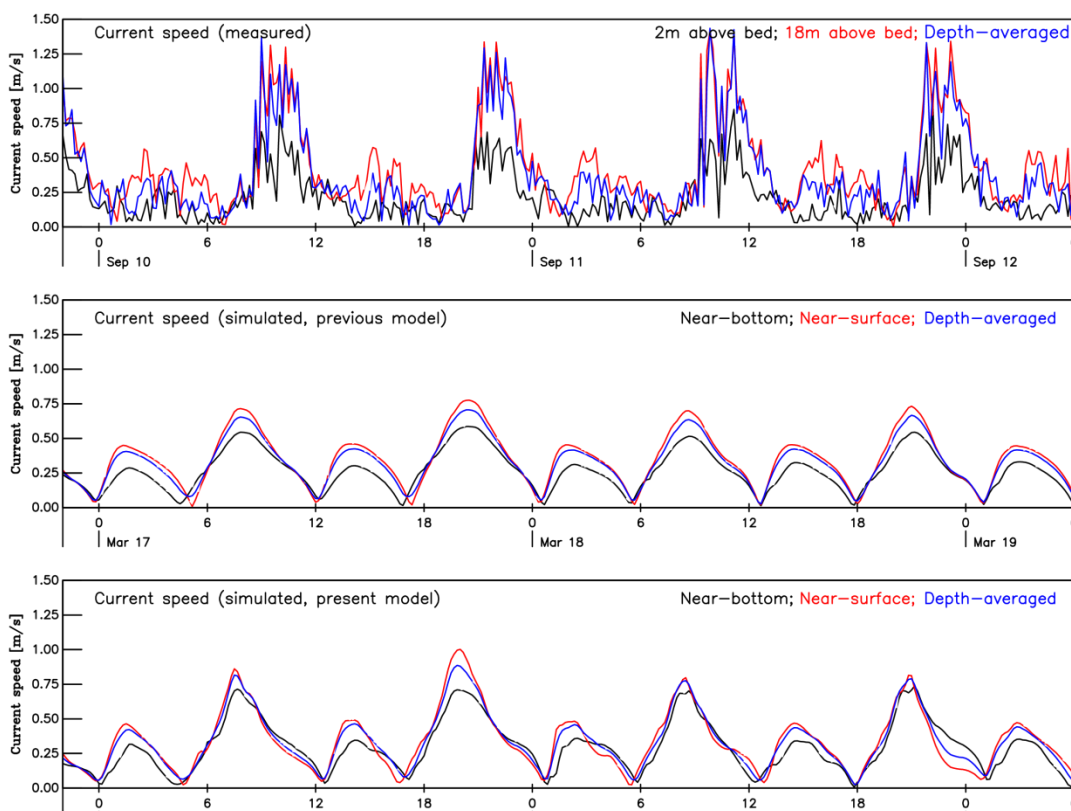 Current speed (measured)
2m above bed; 18m above bed; Depth-averaged
Current speed [m/s]
1.50
1.25
1.00
0.75
0.50
0.25
0.00
0 6 12 18 0 6 12 18 0
Sep 10 Sep 11 Sep 12
Current speed (simulated, previous model)
Near-bottom; Near-surface; Depth-averaged
Current speed [m/s]
1.50
1.25
1.00
0.75
0.50
0.25
0.00
0 6 12 18 0 6 12 18 0
Mar 17 Mar 18 Mar 19
Current speed (simulated, present model)
Near-bottom; Near-surface; Depth-averaged
Current speed [m/s]
1.50
1.25
1.00
0.75
0.50
0.25
0.00
0 6 12 18 0 6 12 18 0